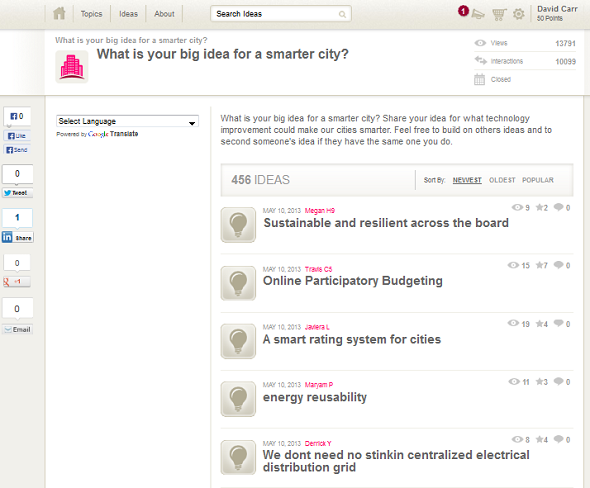 Topics
Ideas
About
Search Ideas
1
David Carr
50 Points
What is your big idea for a smarter city?
What is your big idea for a smarter city?
Views 13791
Interactions 10099
Closed
0
Like
Send
0
Tweet
1
in Share
0
+1
0
Email
Select Language
Powered by Google Translate
What is your big idea for a smarter city? Share your idea for what technology
improvement could make our cities smarter. Feel free to build on others ideas and to
second someone's idea if they have the same one you do.
456 IDEAS
Sort By: NEWEST OLDEST POPULAR
MAY 10, 2013 Megan H9
9 2 0
Sustainable and resilient across the board
MAY 10, 2013 Travis C5
15 7 0
Online Participatory Budgeting
MAY 10, 2013 Javiera L
19 4 0
A smart rating system for cities
MAY 10, 2013 Maryam P
11 3 0
energy reusability
MAY 10, 2013 Derrick Y
8 4 0
We dont need no stinkin centralized electrical
distribution grid